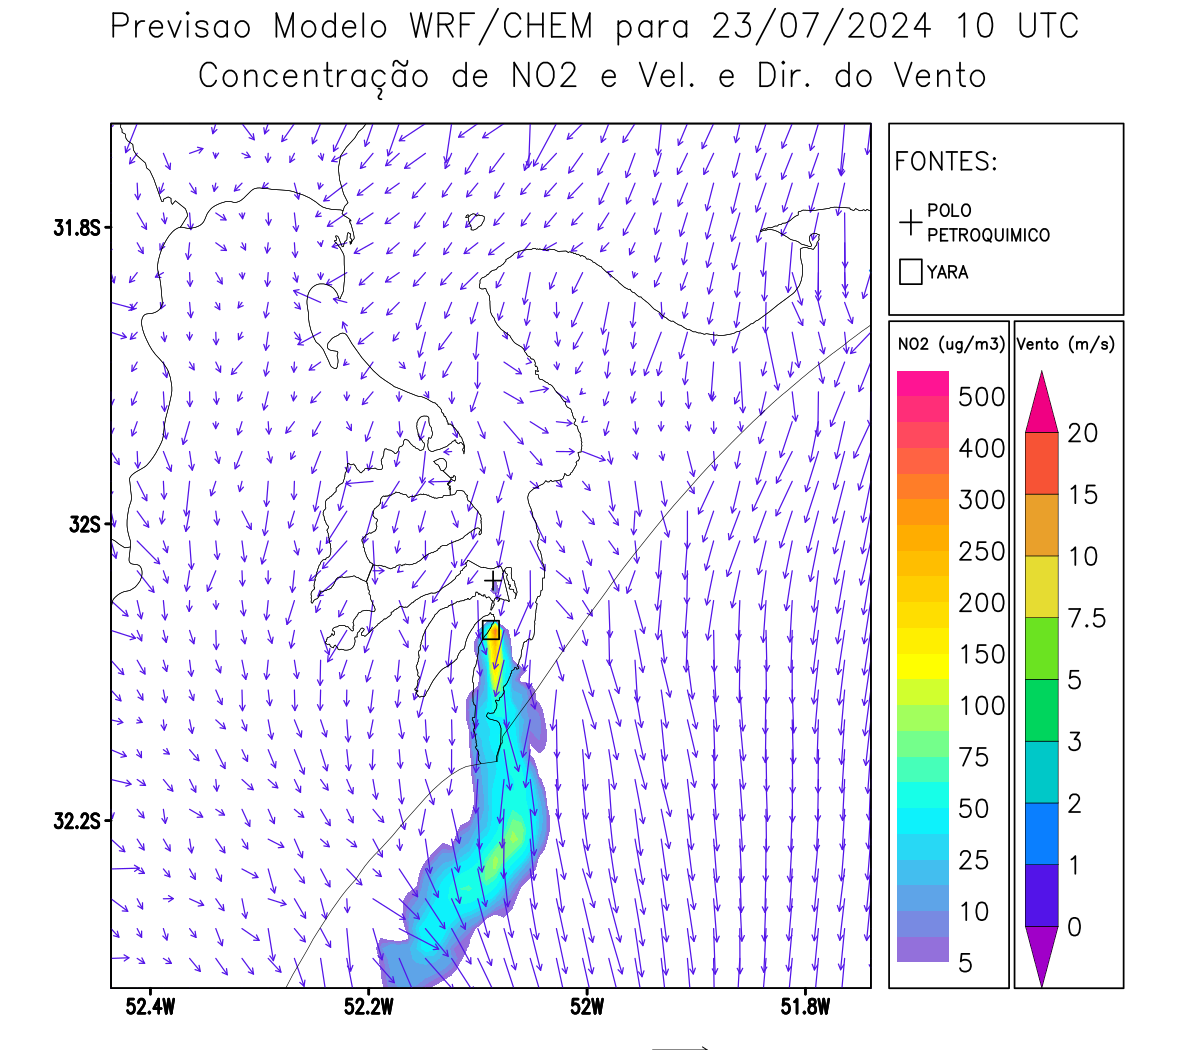 Previsao Modelo WRF/CHEM para 23/07/2024 10 UTC
Concentração de NO2 e Vel. e Dir. do Vento
FONTES:
POLO
PETROQUIMICO
YARA
NO2 (ug/m3)
500
400
300
250
200
150
100
75
50
25
10
5
Vento (m/s)
20
15
10
7.5
5
3
2
1
0
31.8S
32S
32.2S
52.4W
52.2W
52W
51.8W